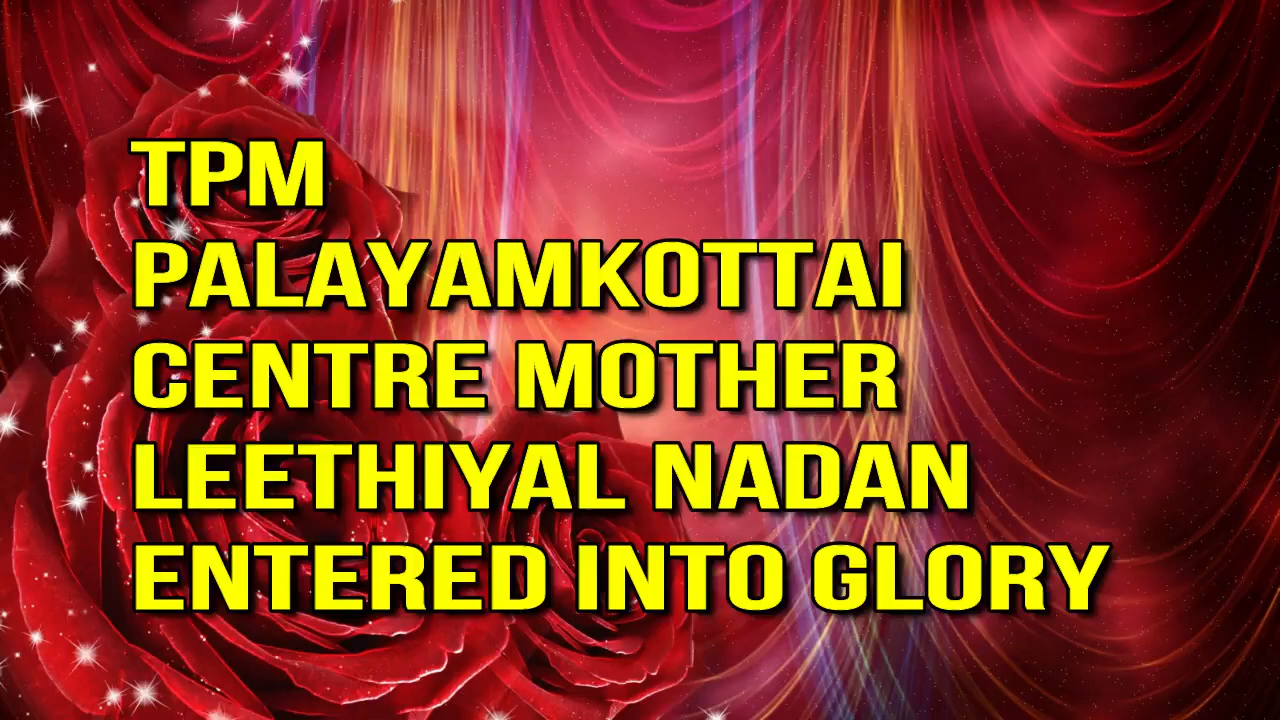 TPM
PALAYAMKOTTAI
CENTRE MOTHER
LEETHIYAL NADAN
ENTERED INTO GLORY